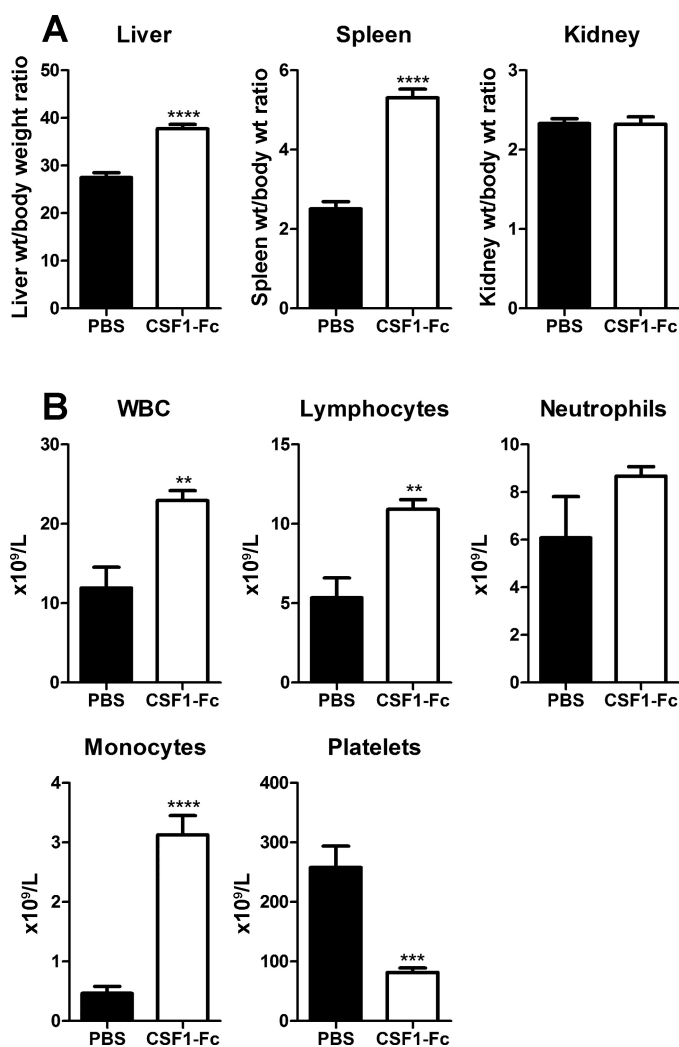 A
Liver
Spleen
Kidney
Liver wt/body weight ratio
50
40
30
20
10
0
****
PBS
CSF1-Fc
Spleen wt/body wt ratio
6
4
2
0
****
PBS
CSF1-Fc
Kidney wt/body wt ratio
3
2
1
0
PBS
CSF1-Fc
B
WBC
Lymphocytes
Neutrophils
x10⁹/L
30
20
10
0
**
PBS
CSF1-Fc
x10⁹/L
15
10
5
0
**
PBS
CSF1-Fc
x10⁹/L
10
8
6
4
2
0
PBS
CSF1-Fc
Monocytes
Platelets
x10⁹/L
4
3
2
1
0
****
PBS
CSF1-Fc
x10⁹/L
400
300
200
100
0
***
PBS
CSF1-Fc